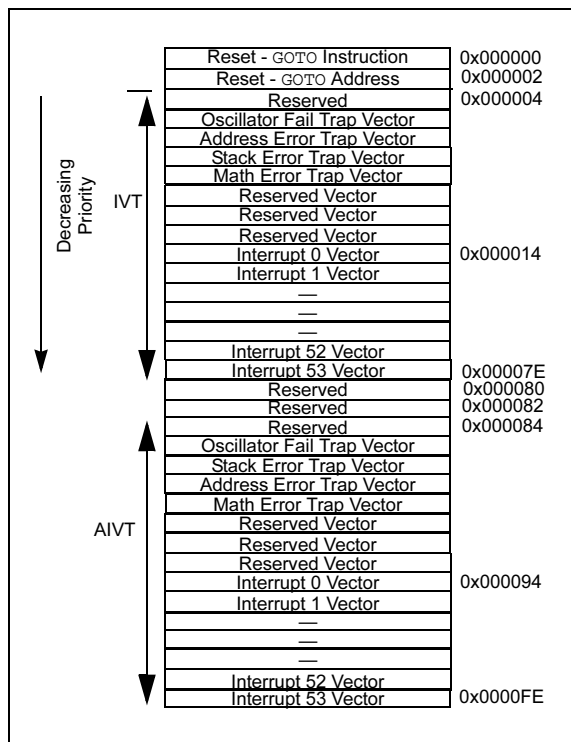 Reset - GOTO Instruction 0x000000
Reset - GOTO Address 0x000002
Reserved 0x000004
Oscillator Fail Trap Vector
Address Error Trap Vector
Stack Error Trap Vector
Math Error Trap Vector
Reserved Vector
Reserved Vector
Reserved Vector
Interrupt 0 Vector 0x000014
Interrupt 1 Vector
—
—
—
Interrupt 52 Vector
Interrupt 53 Vector 0x00007E
Reserved 0x000080
Reserved 0x000082
Reserved 0x000084
Oscillator Fail Trap Vector
Stack Error Trap Vector
Address Error Trap Vector
Math Error Trap Vector
Reserved Vector
Reserved Vector
Reserved Vector
Interrupt 0 Vector 0x000094
Interrupt 1 Vector
—
—
—
Interrupt 52 Vector
Interrupt 53 Vector 0x0000FE
Decreasing
Priority
IVT
AIVT